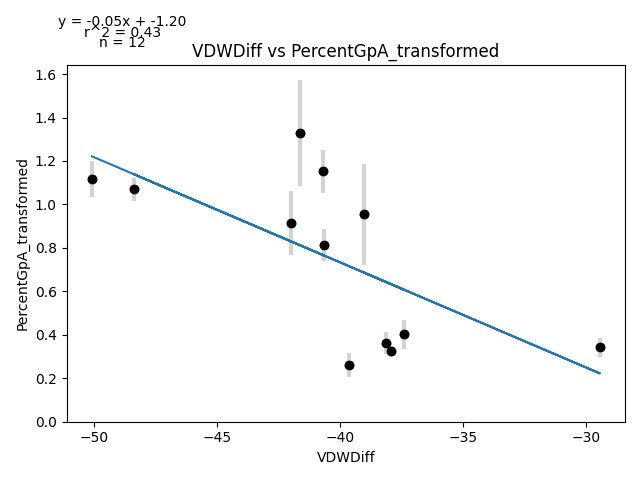 y = -0.05x + -1.20
r^2 = 0.43
n = 12
VDWDiff vs PercentGpA_transformed
1.6
1.4
1.2
1.0
0.8
0.6
0.4
0.2
0.0
PercentGpA_transformed
−50
−45
−40
−35
−30
VDWDiff